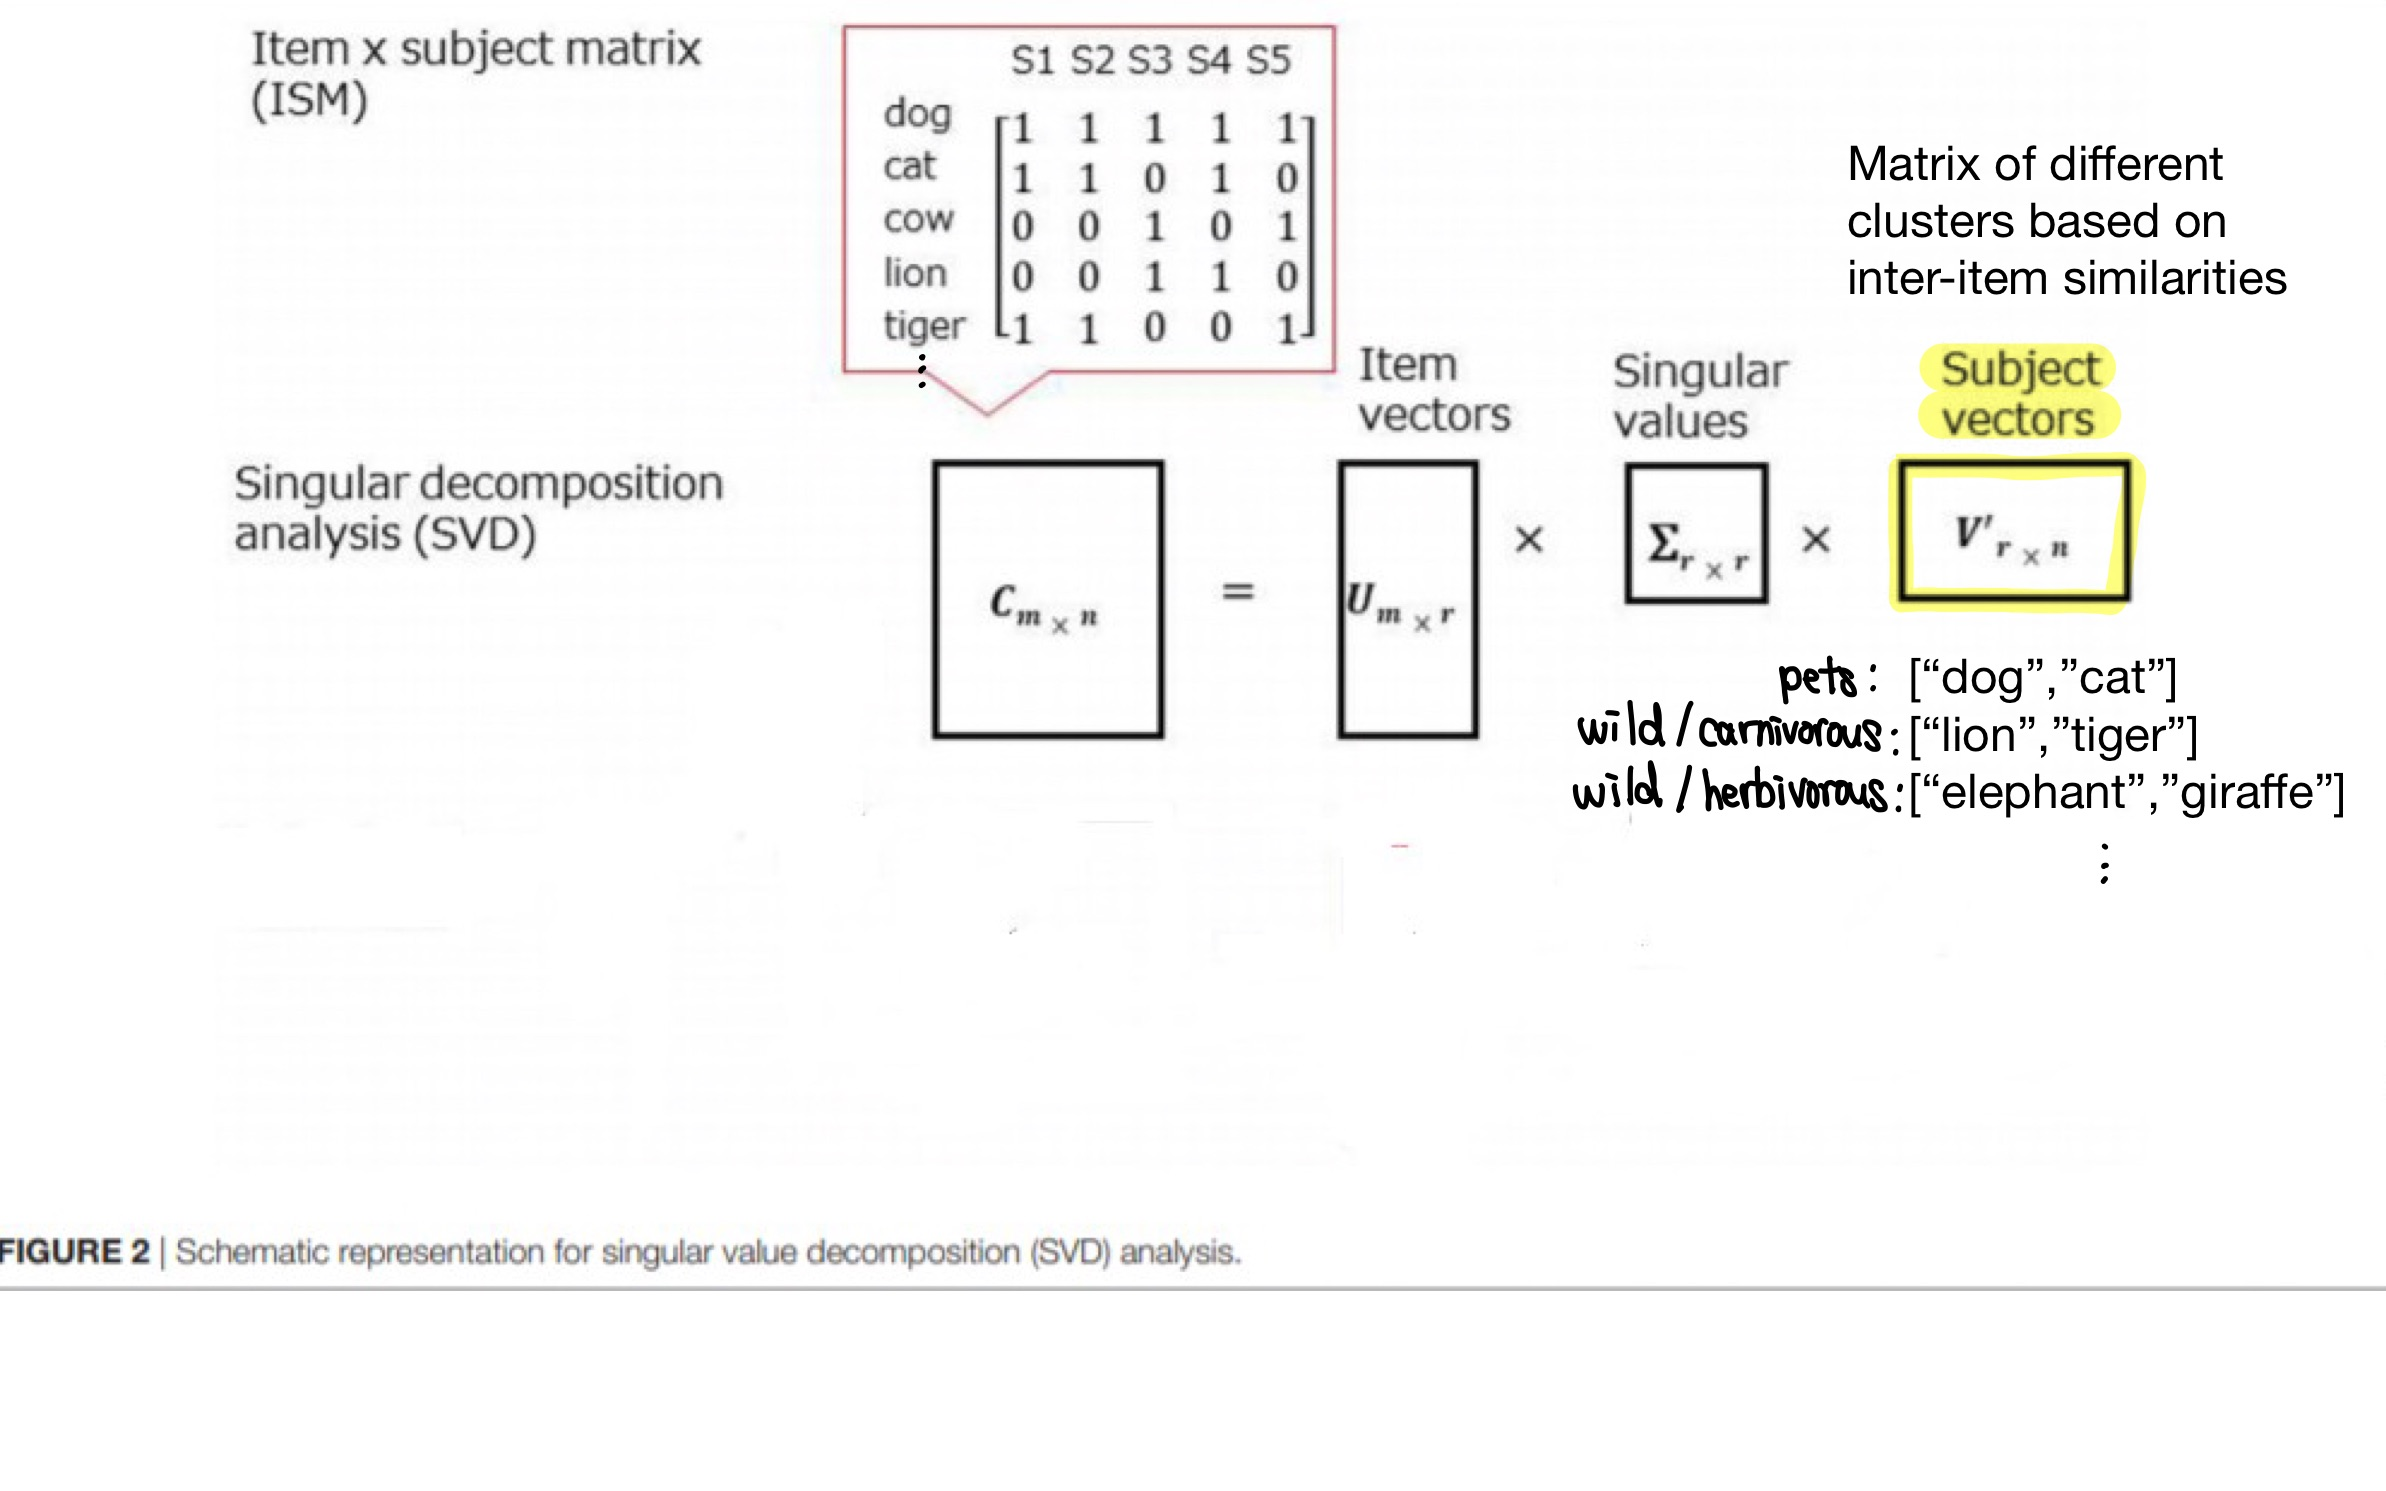 Item x subject matrix
(ISM)
S1 S2 S3 S4 S5
dog 1 1 1 1 1
cat 1 1 0 1 0
cow 0 0 1 0 1
lion 0 0 1 1 0
tiger 1 1 0 0 1
⋮
Matrix of different
clusters based on
inter-item similarities
Item
vectors
Singular
values
Subject
vectors
Singular decomposition
analysis (SVD)
C m × n = U m × r × Σ r × r × V′ r × n
pets: [“dog”,”cat”]
wild/carnivorous:[“lion”,”tiger”]
wild/herbivorous:[“elephant”,”giraffe”]
⋮
FIGURE 2 | Schematic representation for singular value decomposition (SVD) analysis.